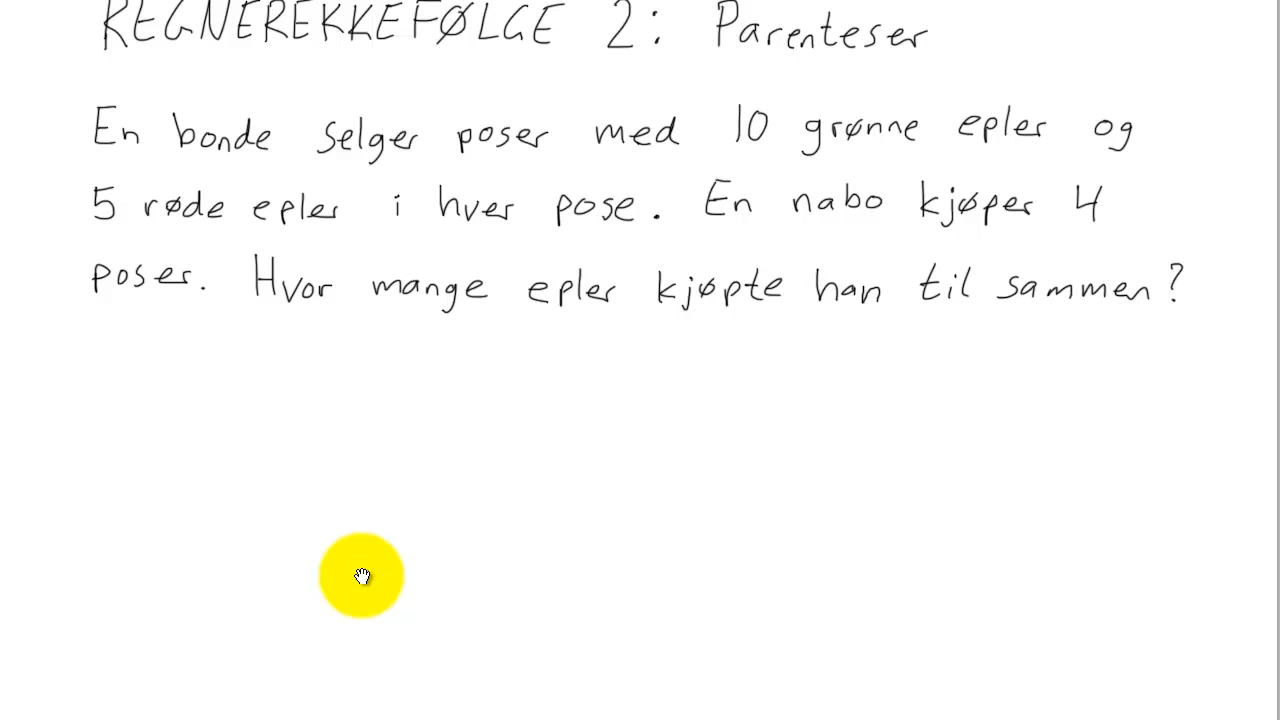 REGNEREKKEFØLGE 2: Parenteser
En bonde selger poser med 10 grønne epler og
5 røde epler i hver pose. En nabo kjøper 4
poser. Hvor mange epler kjøpte han til sammen?